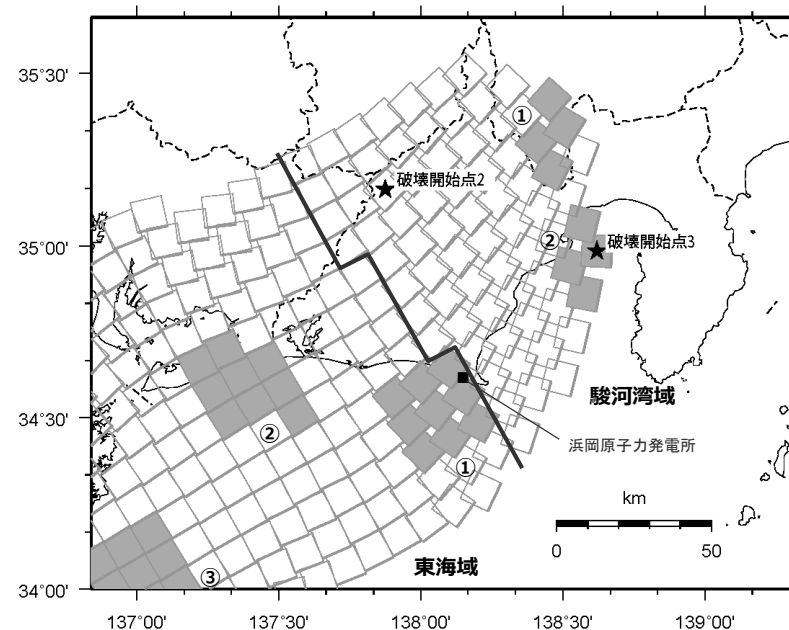 35°30'
①
破壊開始点2
35°00'
②
破壊開始点3
駿河湾域
34°30'
②
浜岡原子力発電所
①
km
0
50
③
東海域
34°00'
137°00'
137°30'
138°00'
138°30'
139°00'